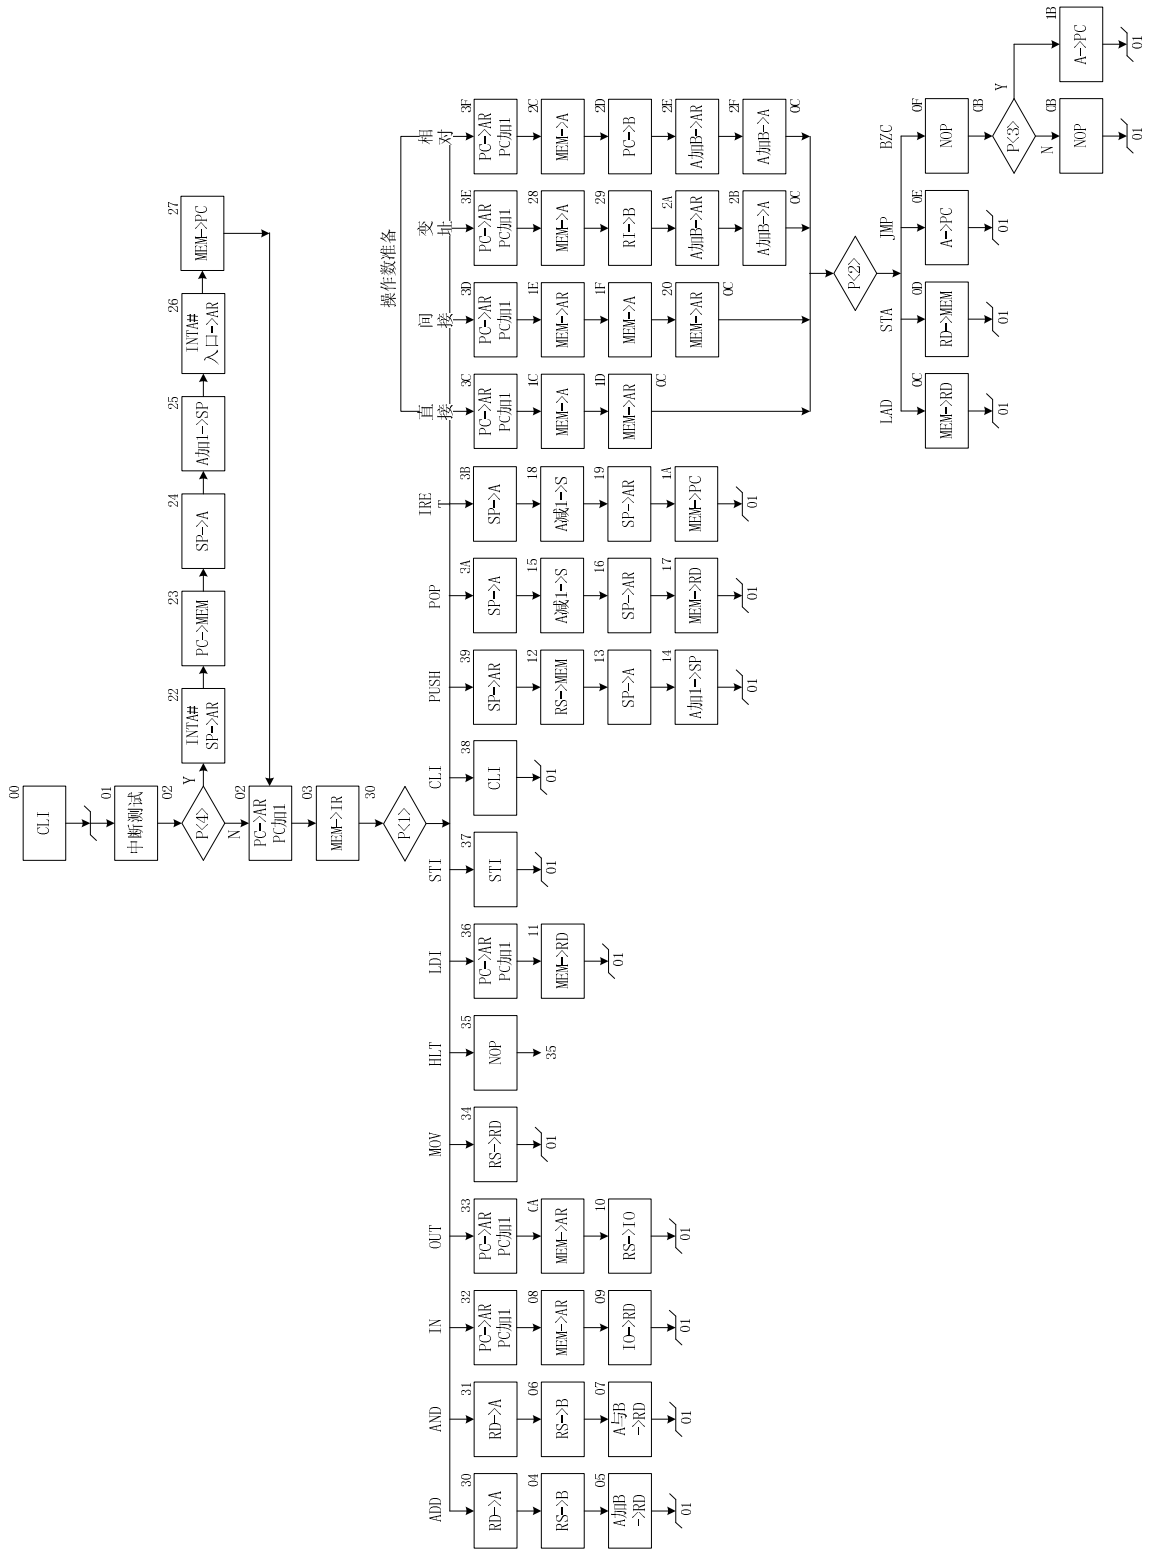 00
CLI
01
中断测试
02
P<4>
Y
N
22
INTA#
SP->AR
23
PC->MEM
24
SP->A
25
A加1->SP
26
INTA#
入口->AR
27
MEM->PC
02
PC->AR
PC加1
03
MEM->IR
30
P<1>
操作数准备
ADD
30
RD->A
04
RS->B
05
A加B
->RD
01
AND
31
RD->A
06
RS->B
07
A与B
->RD
01
IN
32
PC->AR
PC加1
08
MEM->AR
09
IO->RD
01
OUT
33
PC->AR
PC加1
0A
MEM->AR
10
RS->IO
01
MOV
34
RS->RD
01
HLT
35
NOP
35
LDI
36
PC->AR
PC加1
11
MEM->RD
01
STI
37
STI
01
CLI
38
CLI
01
PUSH
39
SP->AR
12
RS->MEM
13
SP->A
14
A加1->SP
01
POP
3A
SP->A
15
A减1->S
16
SP->AR
17
MEM->RD
01
IRE
T
3B
SP->A
18
A减1->S
19
SP->AR
1A
MEM->PC
01
直
接
3C
PC->AR
PC加1
1C
MEM->A
1D
MEM->AR
0C
间
接
3D
PC->AR
PC加1
1E
MEM->AR
1F
MEM->A
20
MEM->AR
0C
变
址
3E
PC->AR
PC加1
28
MEM->A
29
RI->B
2A
A加B->AR
2B
A加B->A
0C
相
对
3F
PC->AR
PC加1
2C
MEM->A
2D
PC->B
2E
A加B->AR
2F
A加B->A
0C
P<2>
LAD
0C
MEM->RD
01
STA
0D
RD->MEM
01
JMP
0E
A->PC
01
BZC
0F
NOP
0B
P<3>
N
Y
0B
NOP
01
1B
A->PC
01